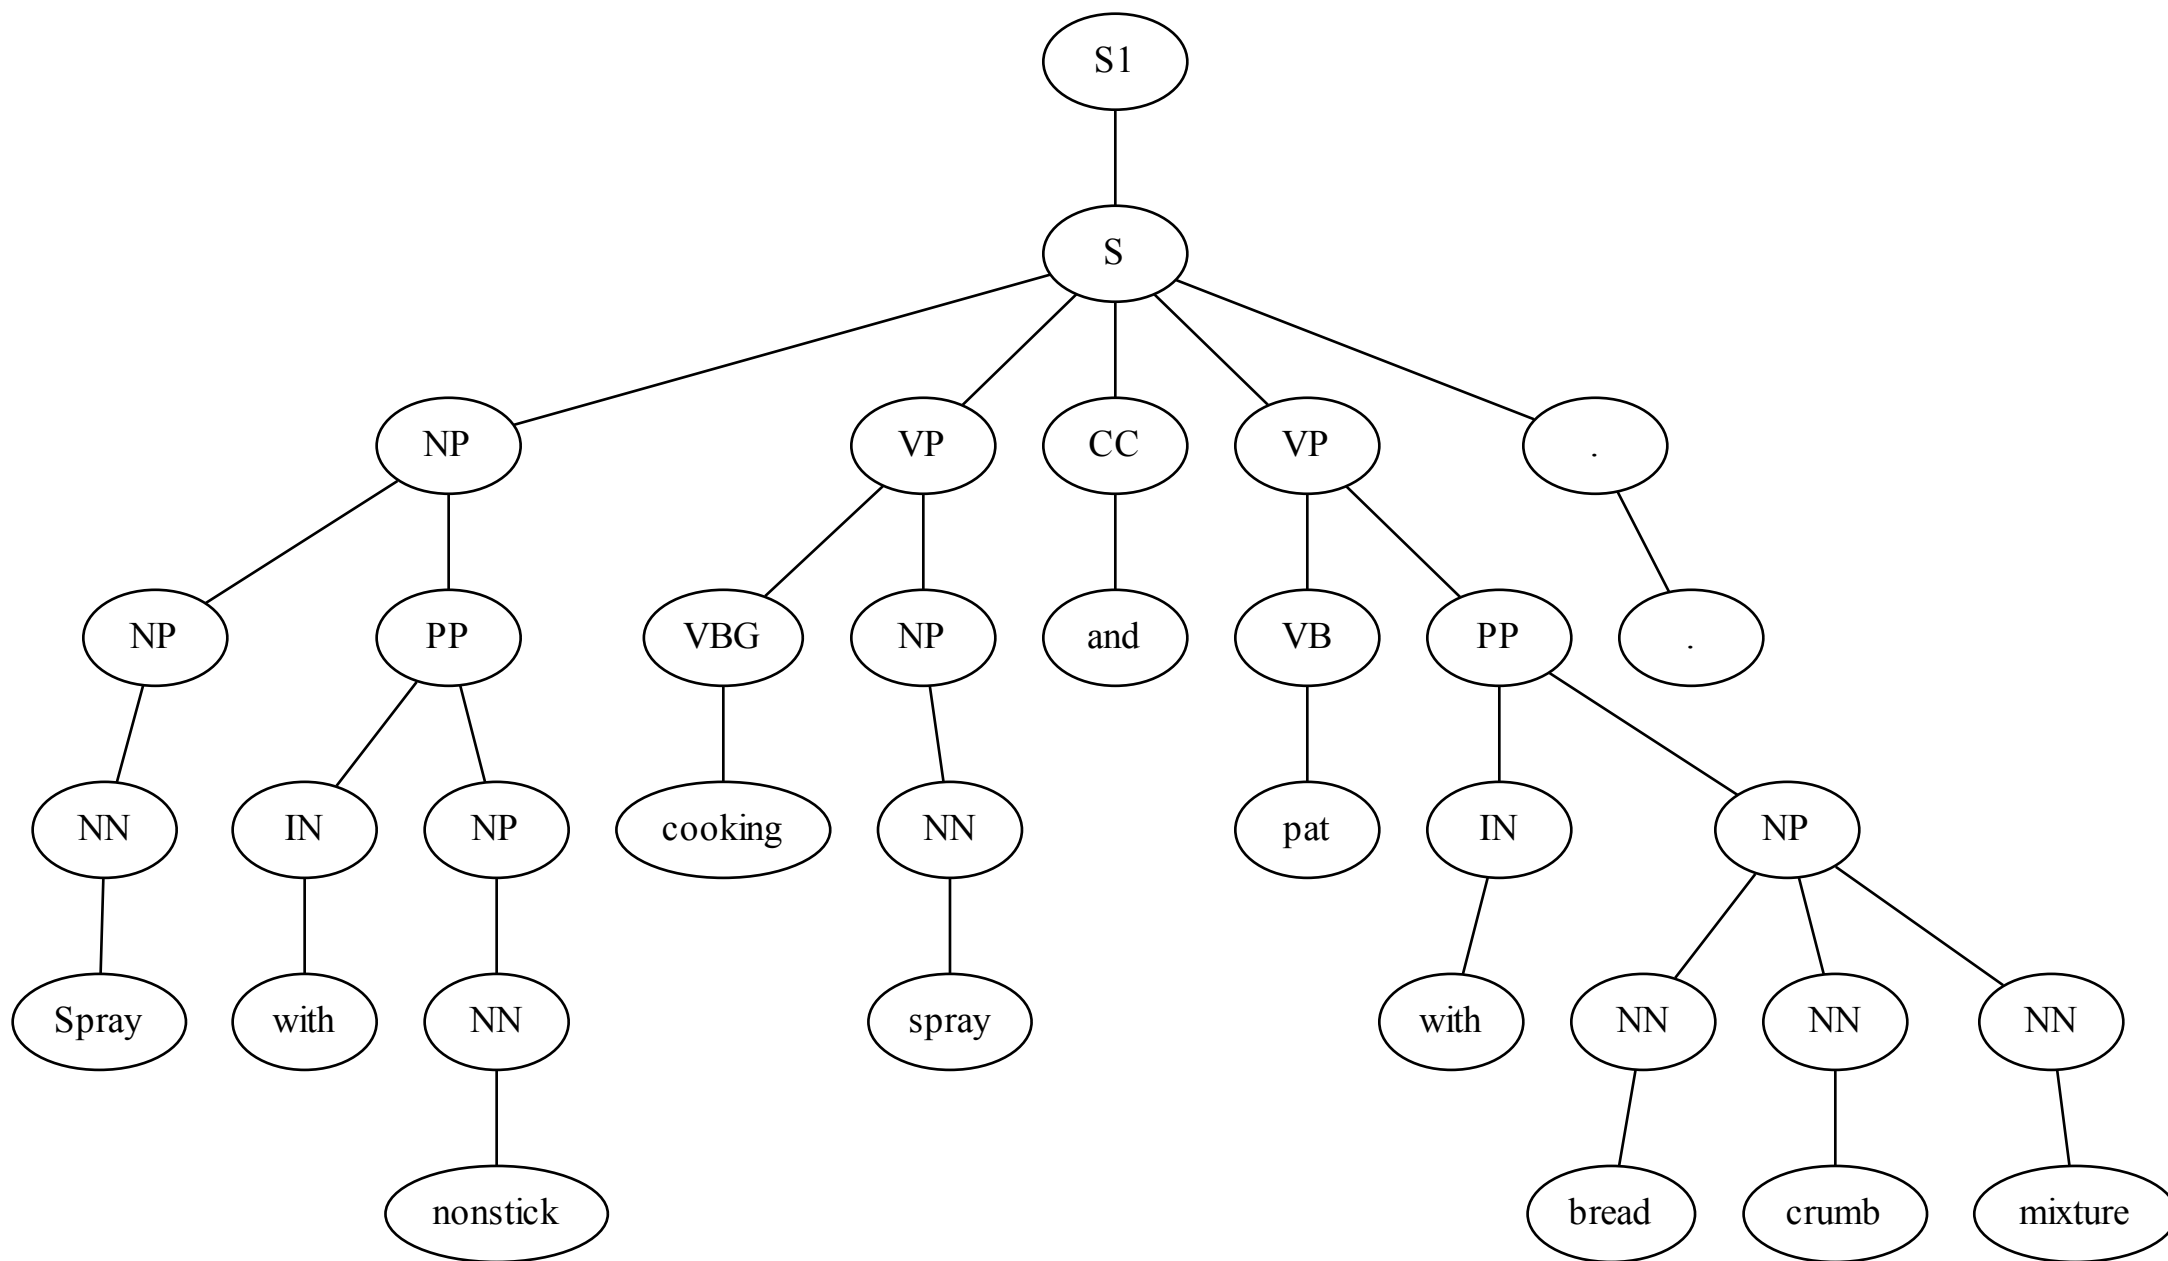 S1
S
NP VP CC VP .
NP PP VBG NP and VB PP .
NN IN NP cooking NN pat IN NP
Spray with NN spray with NN NN NN
nonstick bread crumb mixture